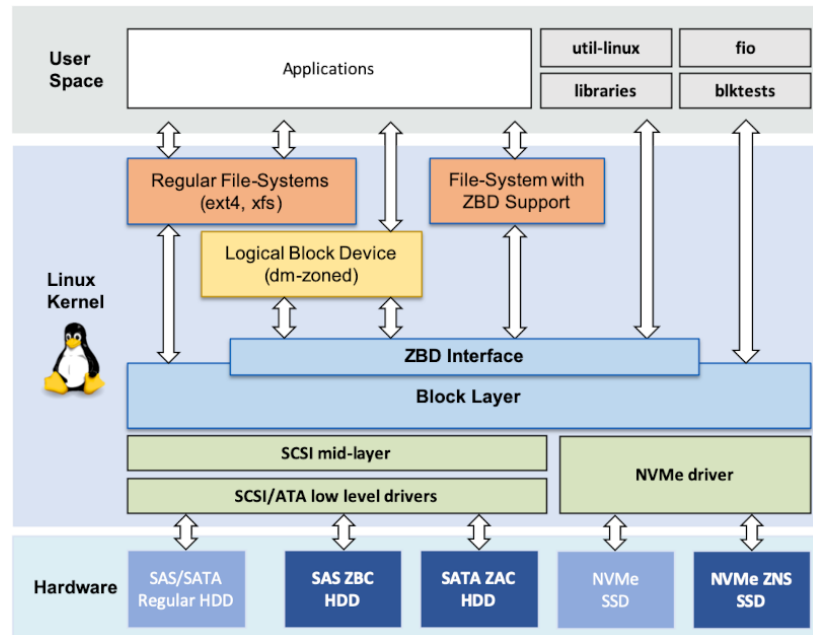 User
Space
Applications
util-linux
fio
libraries
blktests
Regular File-Systems
(ext4, xfs)
File-System with
ZBD Support
Logical Block Device
(dm-zoned)
Linux
Kernel
ZBD Interface
Block Layer
SCSI mid-layer
NVMe driver
SCSI/ATA low level drivers
Hardware
SAS/SATA
Regular HDD
SAS ZBC
HDD
SATA ZAC
HDD
NVMe
SSD
NVMe ZNS
SSD